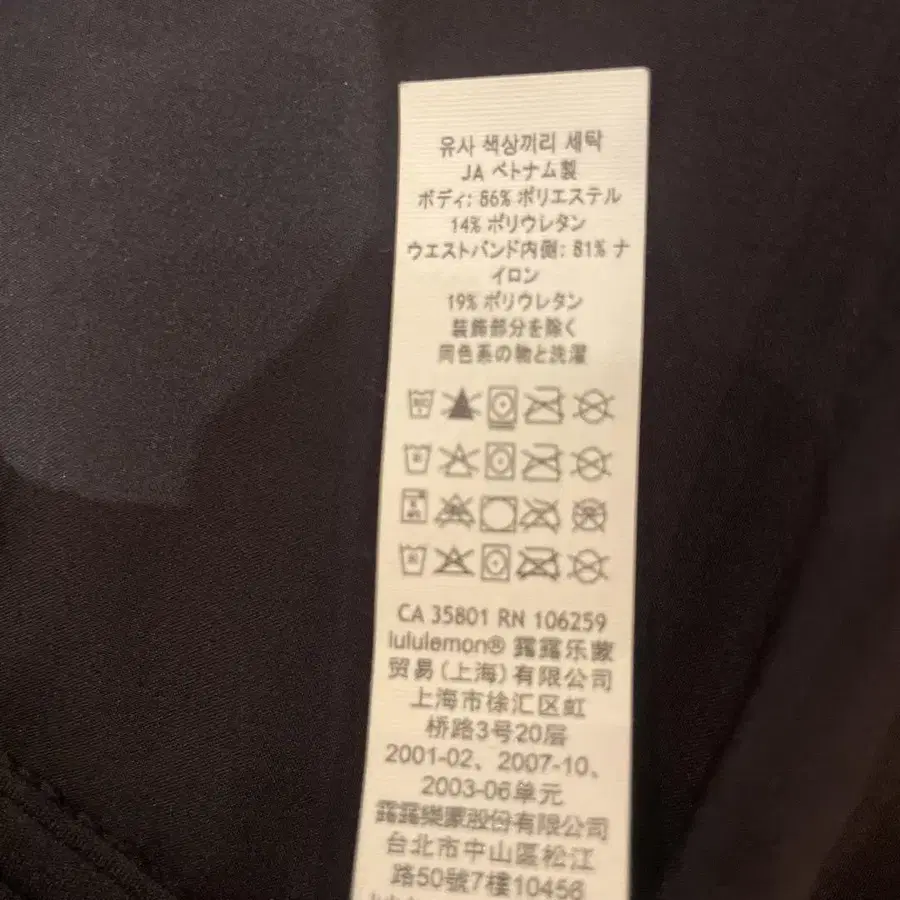 유사 색상끼리 세탁
JA ベトナム製
ボディ: 86% ポリエステル
14% ポリウレタン
ウエストバンド内側: 81% ナ
イロン
19% ポリウレタン
装飾部分を除く
同色系の物と洗濯
CA 35801 RN 106259
lululemon® 露露乐蒙
贸易(上海)有限公司
上海市徐汇区虹
桥路3号20层
2001-02、2007-10、
2003-06单元
露露樂蒙股份有限公司
台北市中山區松江
路50號7樓10456